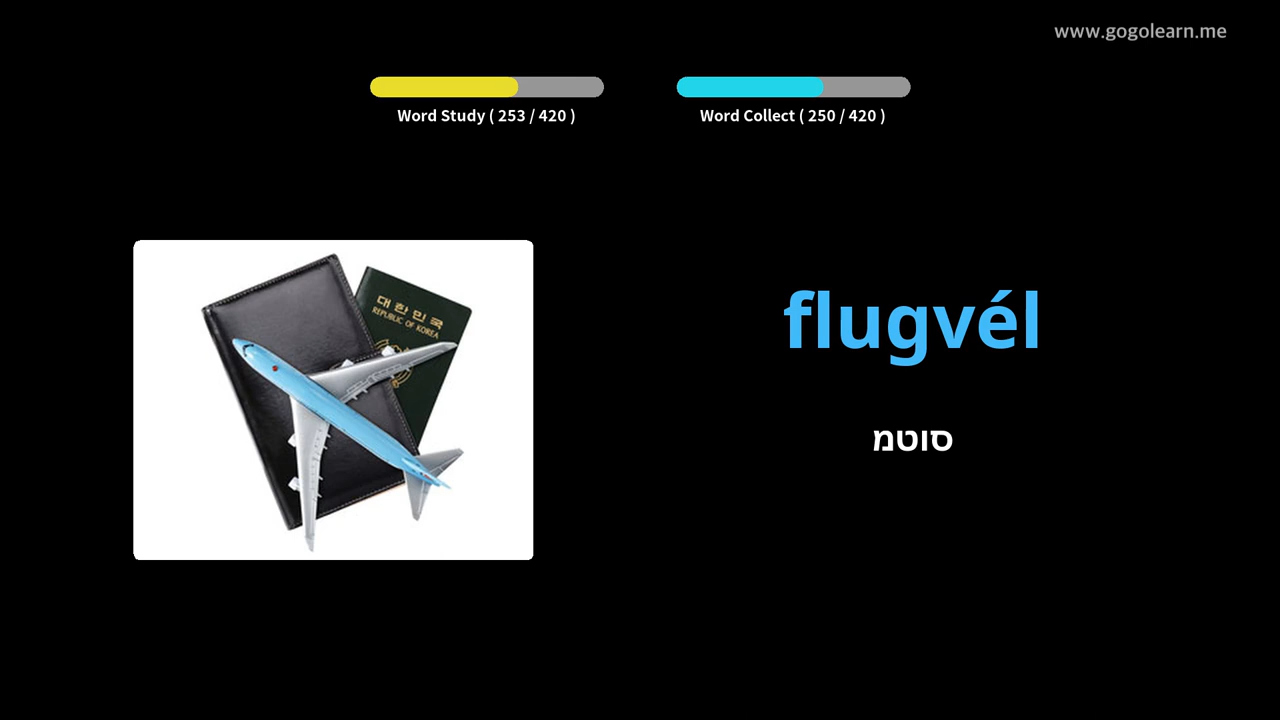 www.gogolearn.me
Word Study ( 253 / 420 )
Word Collect ( 250 / 420 )
대한민국
REPUBLIC OF KOREA
flugvél
סוטמ